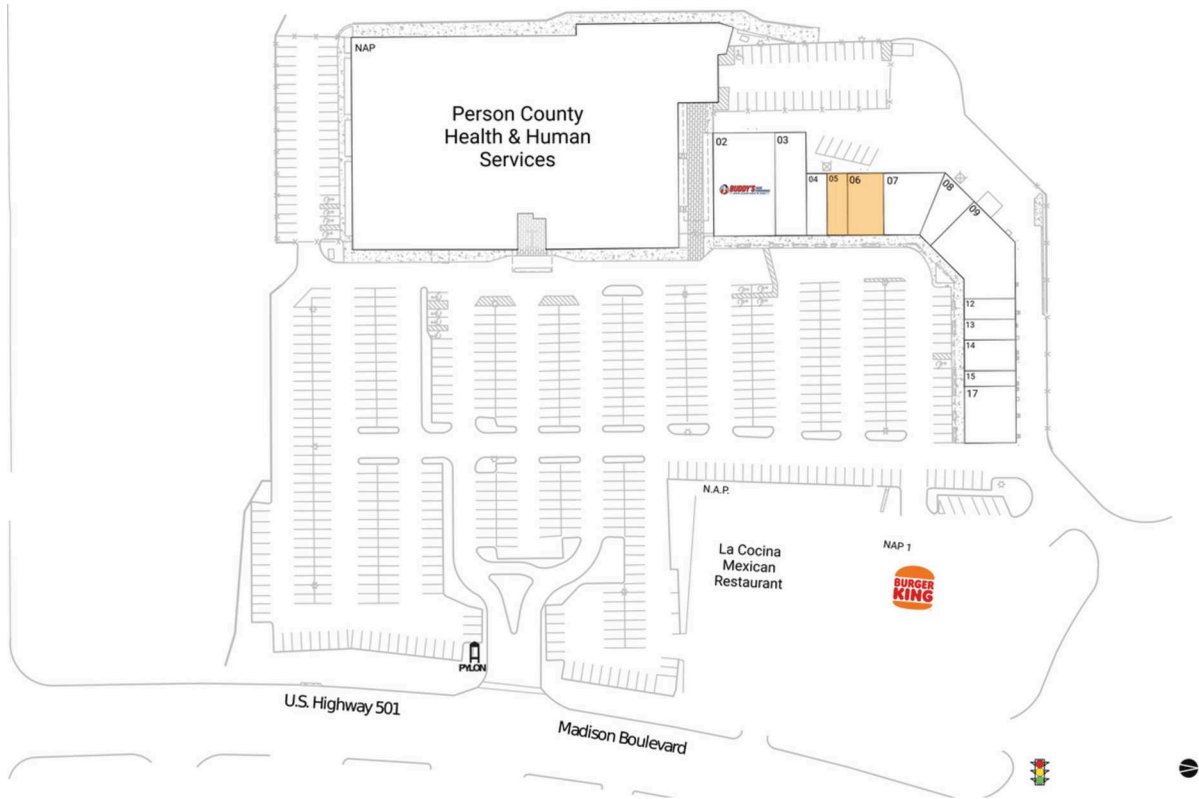 NAP
Person County
Health & Human
Services
02
03
BUDDY'S
04
05
06
07
08
09
12
13
14
15
17
N.A.P.
La Cocina
Mexican
Restaurant
NAP 1
BURGER
KING
PYLON
U.S. Highway 501
Madison Boulevard